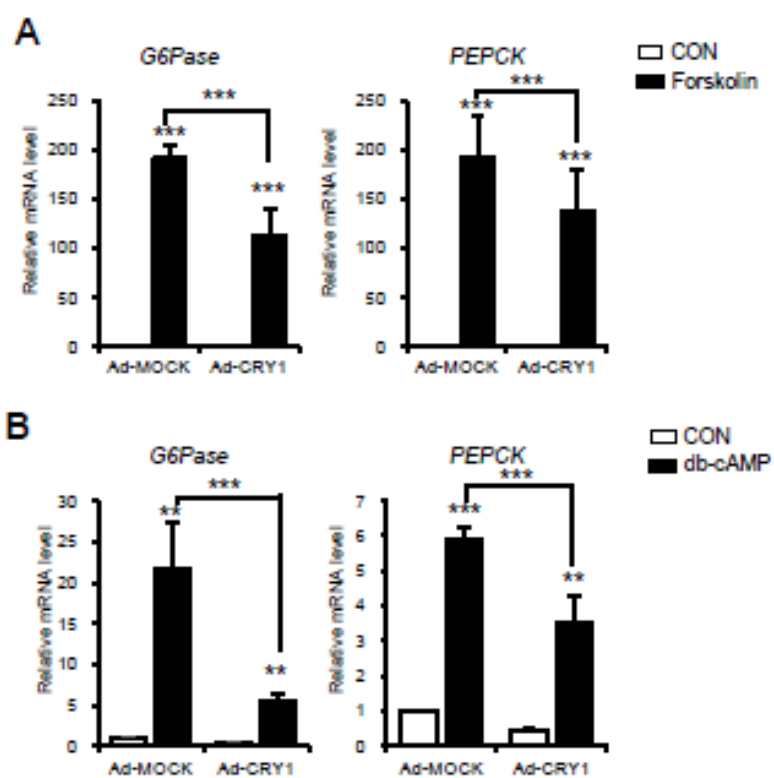 A
G6Pase
PEPCK
CON
Forskolin
Relative mRNA level
250
200
150
100
50
0
***
***
***
Ad-MOCK Ad-CRY1
Relative mRNA level
250
200
150
100
50
0
***
***
***
Ad-MOCK Ad-CRY1
B
G6Pase
PEPCK
CON
db-cAMP
Relative mRNA level
30
25
20
15
10
5
0
***
**
**
Ad-MOCK Ad-CRY1
Relative mRNA level
7
6
5
4
3
2
1
0
***
***
**
Ad-MOCK Ad-CRY1